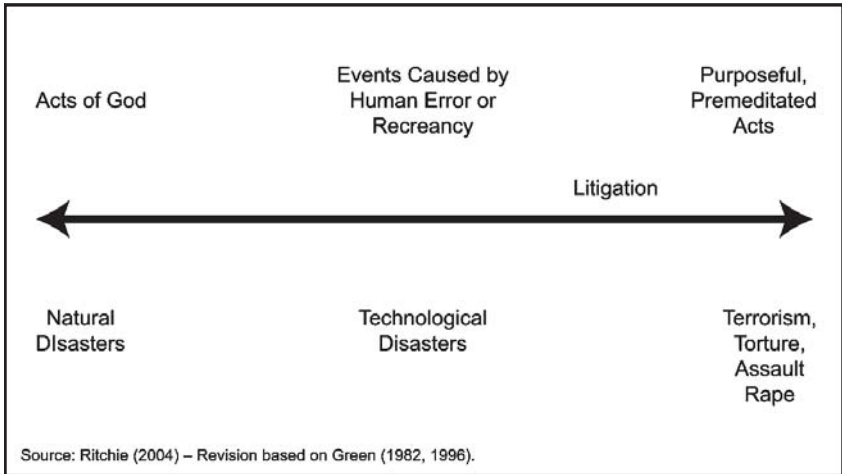 Acts of God
Events Caused by
Human Error or
Recreancy
Purposeful,
Premeditated
Acts
Litigation
Natural
DIsasters
Technological
Disasters
Terrorism,
Torture,
Assault
Rape
Source: Ritchie (2004) – Revision based on Green (1982, 1996).